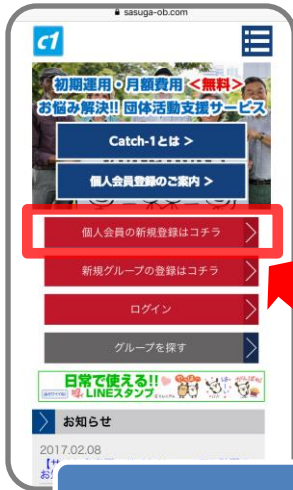 sasuga-ob.com
c1
初期運用・月額費用＜無料＞
お悩み解決!! 団体活動支援サービス
Catch-1とは >
個人会員登録のご案内 >
個人会員の新規登録はコチラ
新規グループの登録はコチラ
ログイン
グループを探す
日常で使える!!
LINEスタンプ
お知らせ
2017.02.08